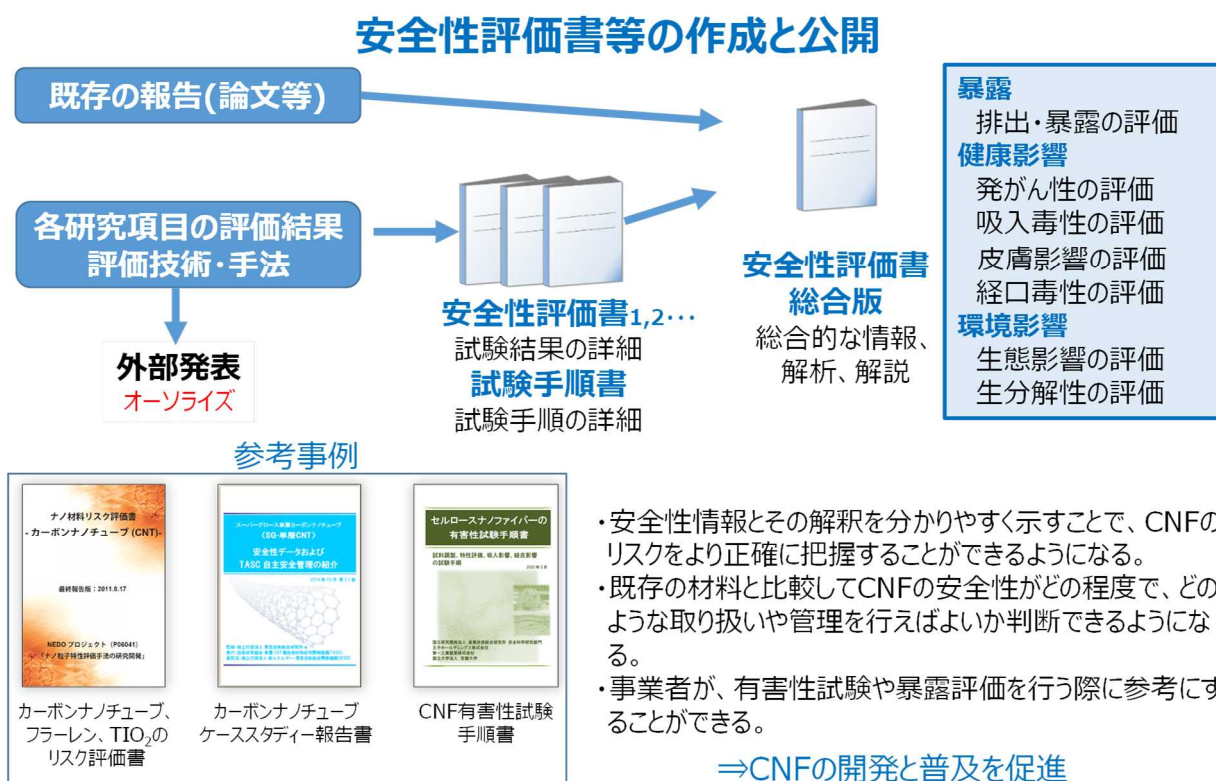 安全性評価書等の作成と公開
既存の報告(論文等)
各研究項目の評価結果
評価技術・手法
外部発表
オーソライズ
安全性評価書1,2・・・
試験結果の詳細
試験手順書
試験手順の詳細
安全性評価書
総合版
総合的な情報、
解析、解説
暴露
排出・暴露の評価
健康影響
発がん性の評価
吸入毒性の評価
皮膚影響の評価
経口毒性の評価
環境影響
生態影響の評価
生分解性の評価
参考事例
ナノ材料リスク評価書
- カーボンナノチューブ (CNT)-
最終報告版:2011.8.17
NEDO プロジェクト (P06041)
「ナノ粒子特性評価手法の研究開発」
カーボンナノチューブ、
フラーレン、TIO2の
リスク評価書
スーパーグロース単層カーボンナノチューブ
(SG-単層CNT)
安全性データおよび
TASC 自主安全管理の紹介
カーボンナノチューブ
ケーススタディー報告書
セルロースナノファイバーの
有害性試験手順書
試料調製、特性評価、吸入影響、経皮影響
の試験手順
CNF有害性試験
手順書
・安全性情報とその解釈を分かりやすく示すことで、CNFの
リスクをより正確に把握することができるようになる。
・既存の材料と比較してCNFの安全性がどの程度で、どの
ような取り扱いや管理を行えばよいか判断できるようにな
る。
・事業者が、有害性試験や暴露評価を行う際に参考にす
ることができる。
⇒CNFの開発と普及を促進